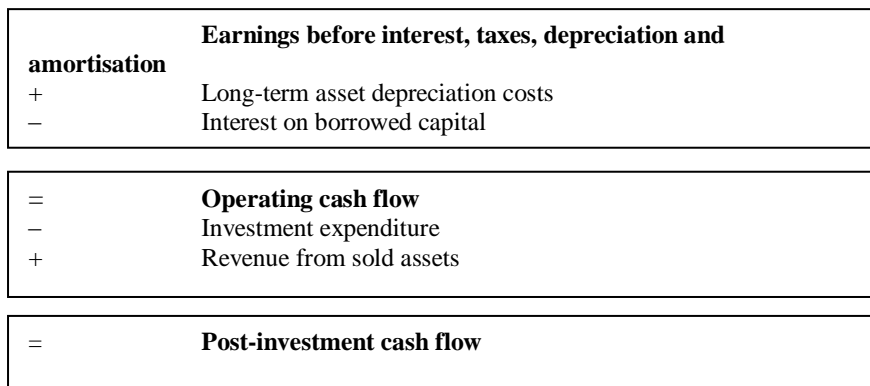 Earnings before interest, taxes, depreciation and
amortisation
+ Long-term asset depreciation costs
– Interest on borrowed capital
= Operating cash flow
– Investment expenditure
+ Revenue from sold assets
= Post-investment cash flow